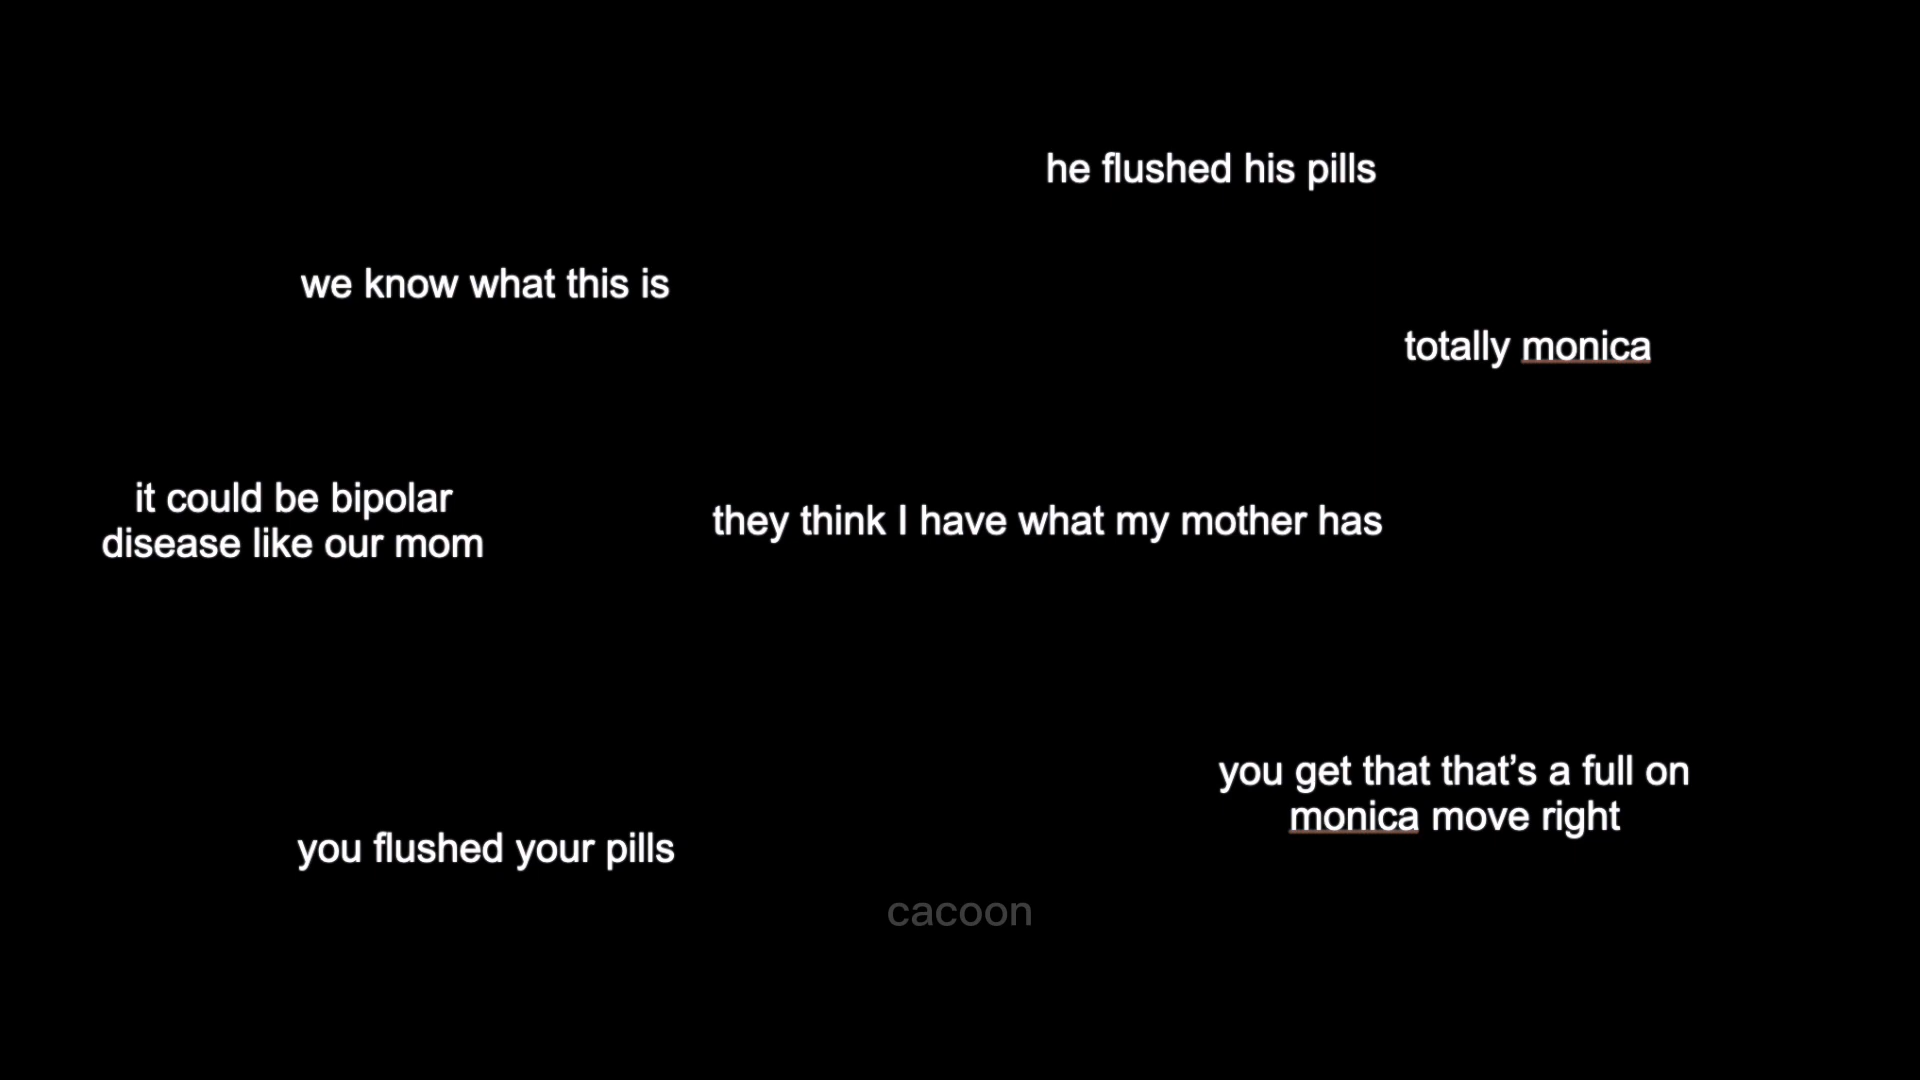 he flushed his pills
we know what this is
totally monica
it could be bipolar
disease like our mom
they think I have what my mother has
you get that that’s a full on
monica move right
you flushed your pills
cacoon